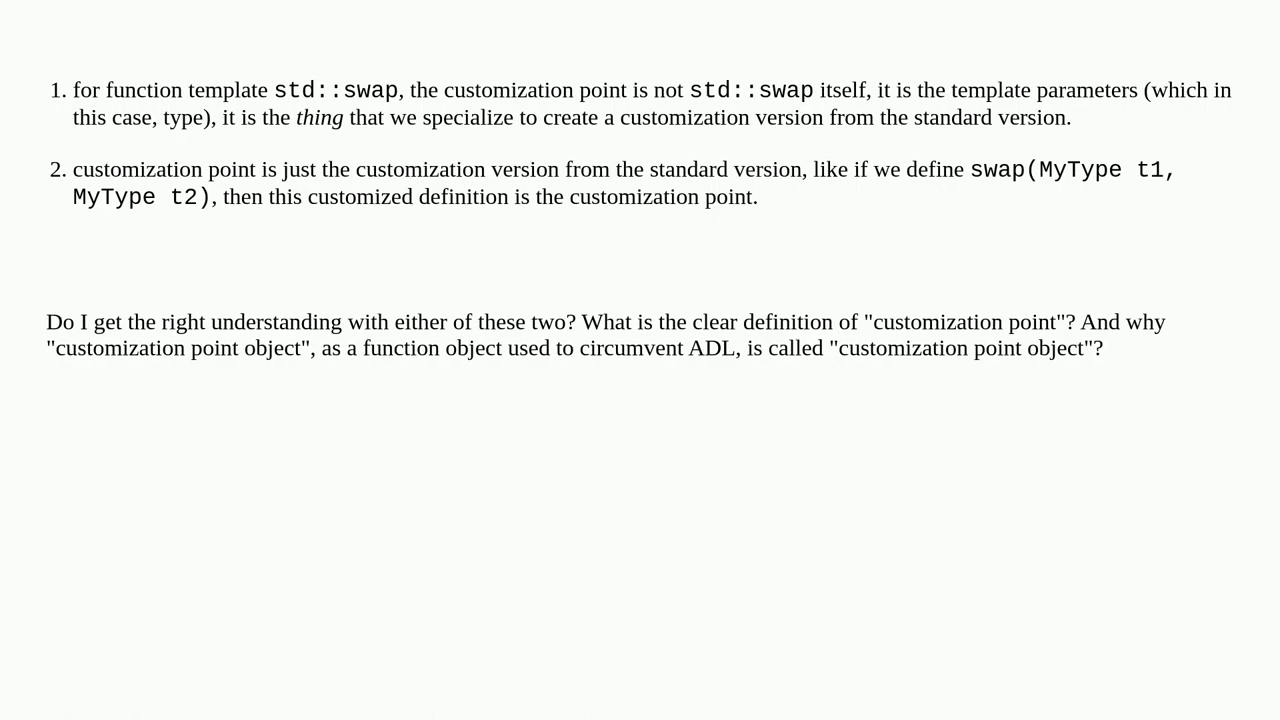 1. for function template std::swap, the customization point is not std::swap itself, it is the template parameters (which in
this case, type), it is the thing that we specialize to create a customization version from the standard version.
2. customization point is just the customization version from the standard version, like if we define swap(MyType t1,
MyType t2), then this customized definition is the customization point.
Do I get the right understanding with either of these two? What is the clear definition of "customization point"? And why
"customization point object", as a function object used to circumvent ADL, is called "customization point object"?